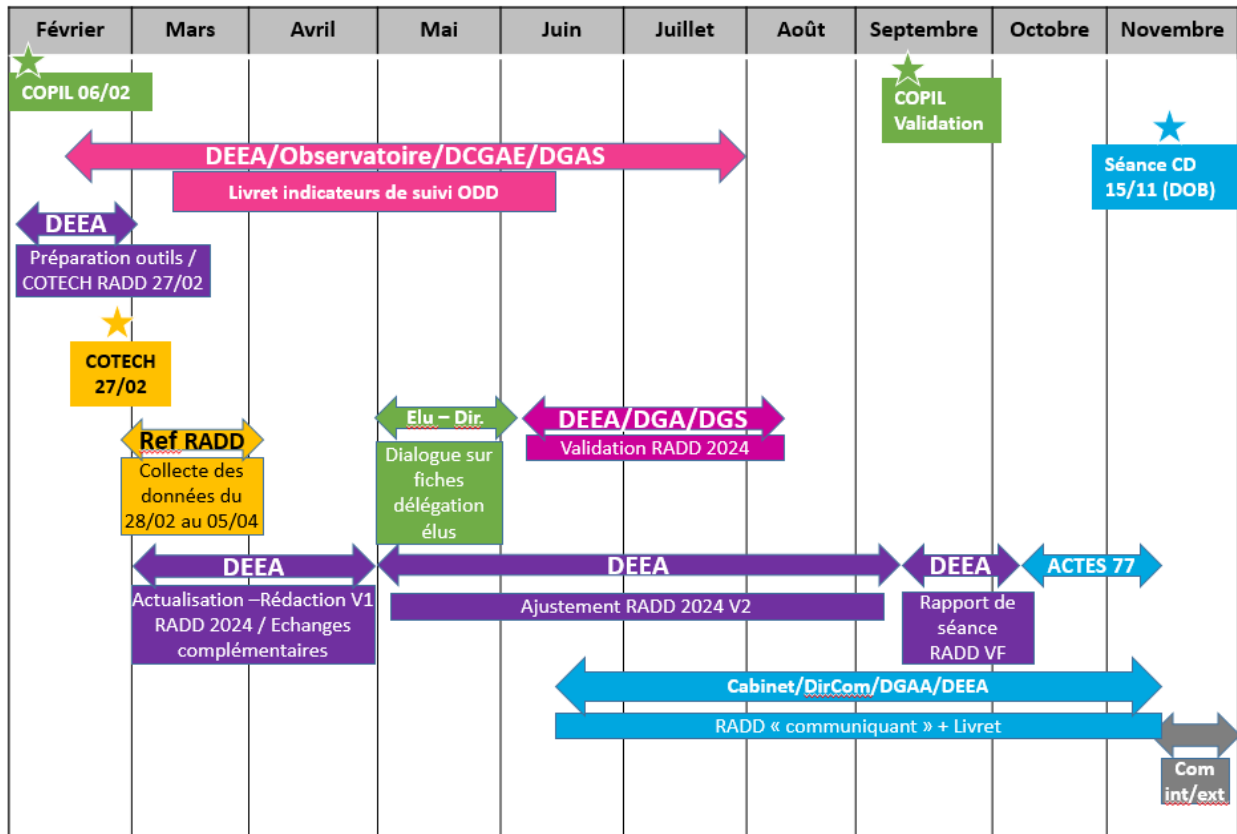 Février Mars Avril Mai Juin Juillet Août Septembre Octobre Novembre
COPIL 06/02
COPIL
Validation
DEEA/Observatoire/DCGAE/DGAS
Livret indicateurs de suivi ODD
Séance CD
15/11 (DOB)
DEEA
Préparation outils /
COTECH RADD 27/02
COTECH
27/02
Ref RADD
Collecte des
données du
28/02 au 05/04
Elu – Dir.
Dialogue sur
fiches
délégation
élus
DEEA/DGA/DGS
Validation RADD 2024
DEEA
Actualisation –Rédaction V1
RADD 2024 / Echanges
complémentaires
DEEA
Ajustement RADD 2024 V2
DEEA
Rapport de
séance
RADD VF
ACTES 77
Cabinet/DirCom/DGAA/DEEA
RADD « communiquant » + Livret
Com
int/ext